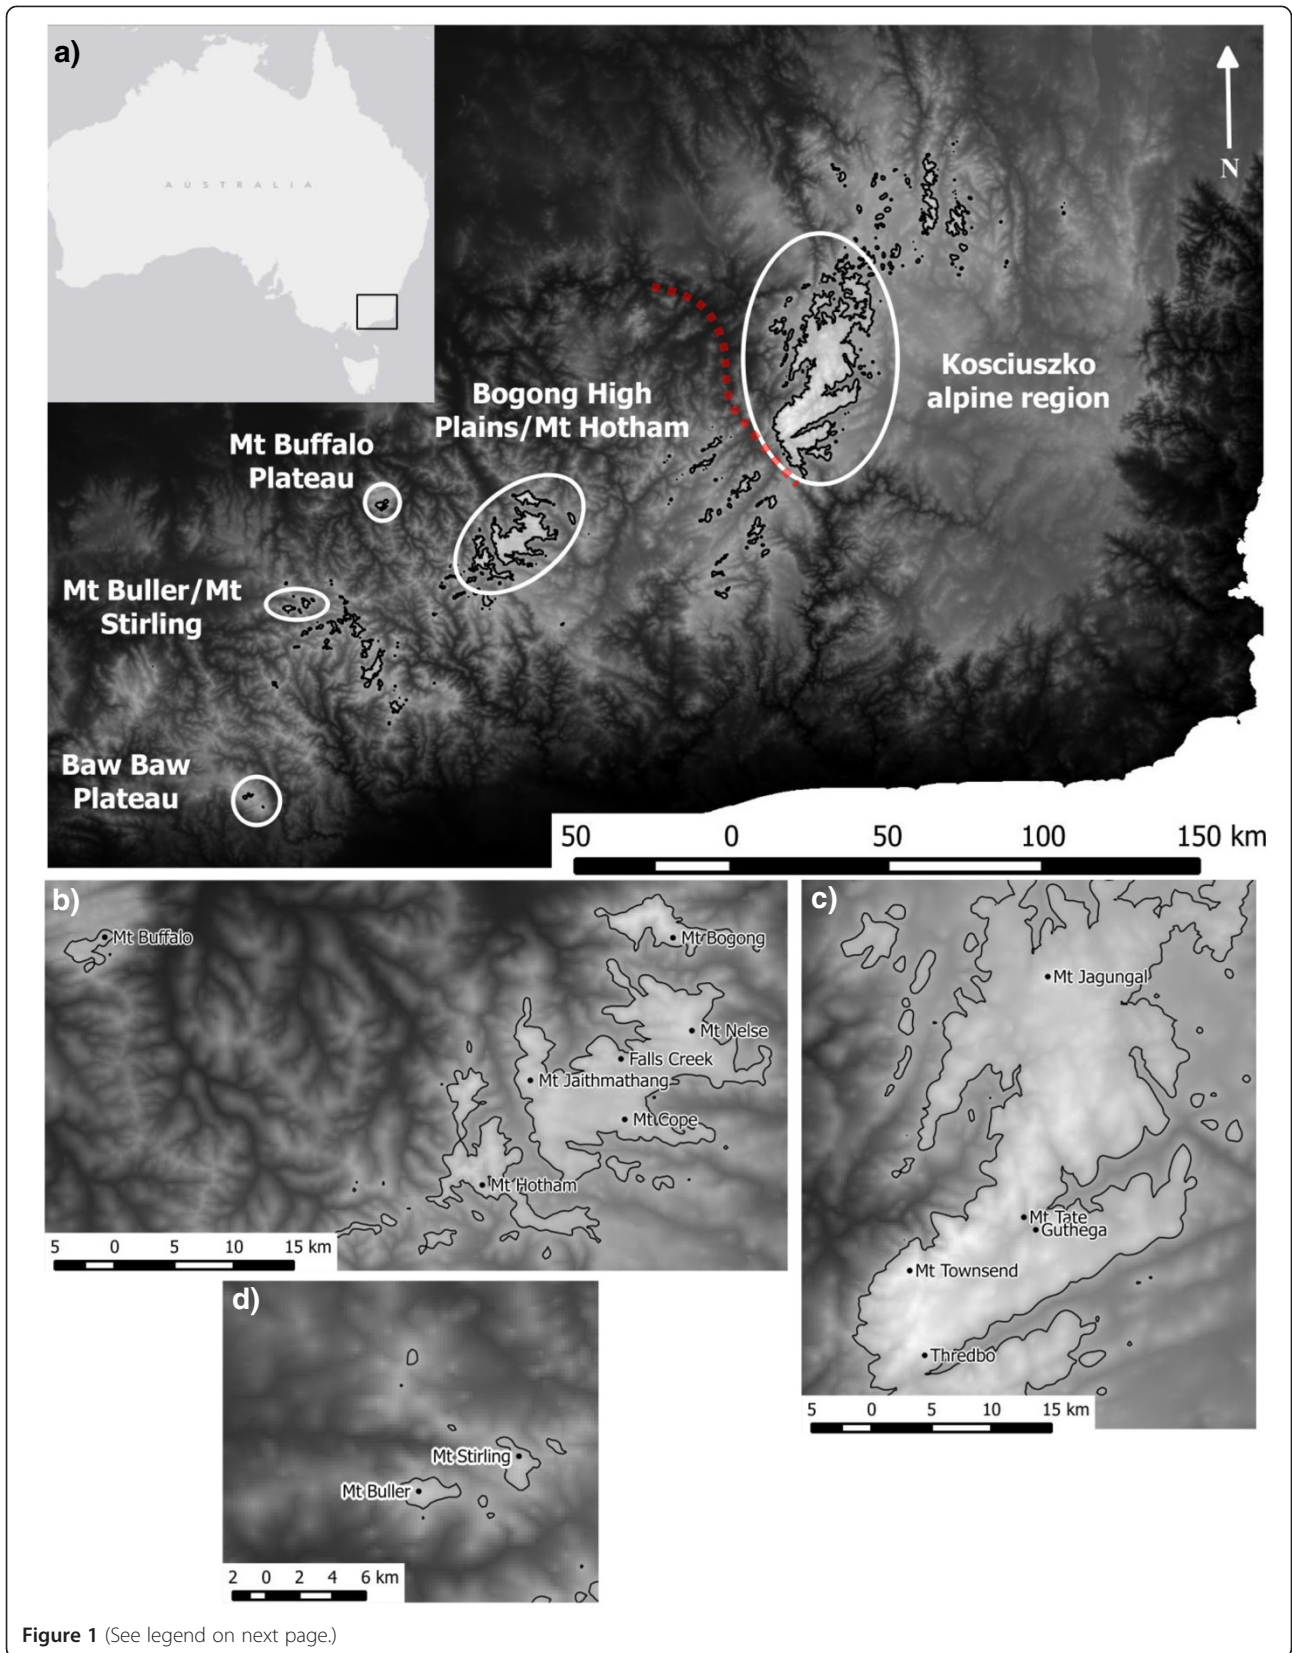 a)
AUSTRALIA
N
Kosciuszko
alpine region
Bogong High
Plains/Mt Hotham
Mt Buffalo
Plateau
Mt Buller/Mt
Stirling
Baw Baw
Plateau
50 0 50 100 150 km
b)
Mt Buffalo
Mt Bogong
Mt Nelse
Falls Creek
Mt Jaithmathang
Mt Cope
Mt Hotham
5 0 5 10 15 km
c)
Mt Jagungal
Mt Tate
Guthega
Mt Townsend
Thredbo
5 0 5 10 15 km
d)
Mt Stirling
Mt Buller
2 0 2 4 6 km
Figure 1 (See legend on next page.)